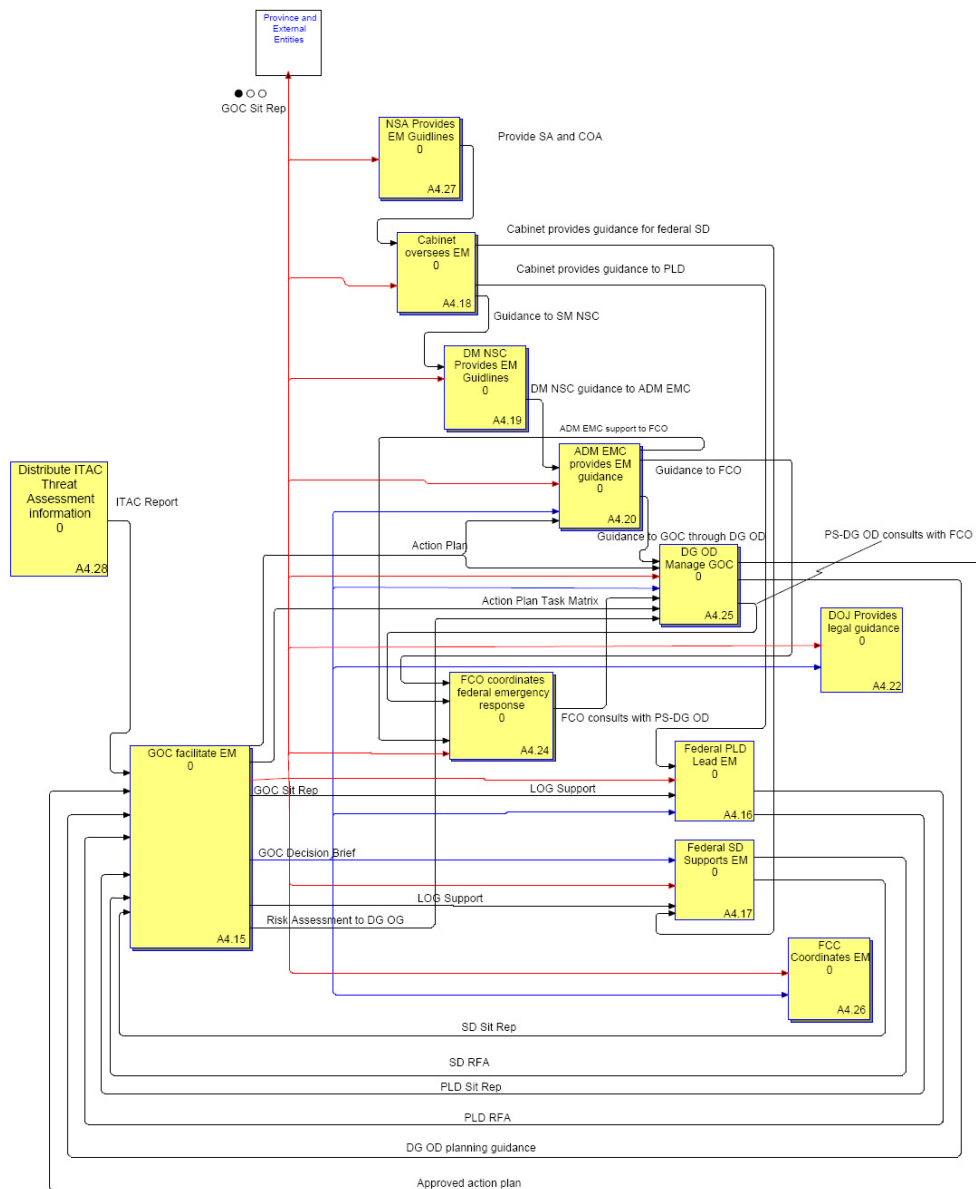 Province and
External
Entities
GOC Sit Rep
NSA Provides
EM Guidlines
0
A4.27
Provide SA and COA
Cabinet
oversees EM
0
A4.18
Cabinet provides guidance for federal SD
Cabinet provides guidance to PLD
Guidance to SM NSC
DM NSC
Provides EM
Guidlines
0
A4.19
DM NSC guidance to ADM EMC
ADM EMC support to FCO
ADM EMC
provides EM
guidance
0
A4.20
Guidance to FCO
Distribute ITAC
Threat
Assessment
information
0
A4.28
ITAC Report
Action Plan
Guidance to GOC through DG OD
PS-DG OD consults with FCO
DG OD
Manage GOC
0
A4.25
Action Plan Task Matrix
DOJ Provides
legal guidance
0
A4.22
FCO coordinates
federal emergency
response
0
A4.24
FCO consults with PS-DG OD
GOC facilitate EM
0
A4.15
Federal PLD
Lead EM
0
A4.16
GOC Sit Rep
LOG Support
GOC Decision Brief
Federal SD
Supports EM
0
A4.17
LOG Support
Risk Assessment to DG OG
FCC
Coordinates EM
0
A4.26
SD Sit Rep
SD RFA
PLD Sit Rep
PLD RFA
DG OD planning guidance
Approved action plan